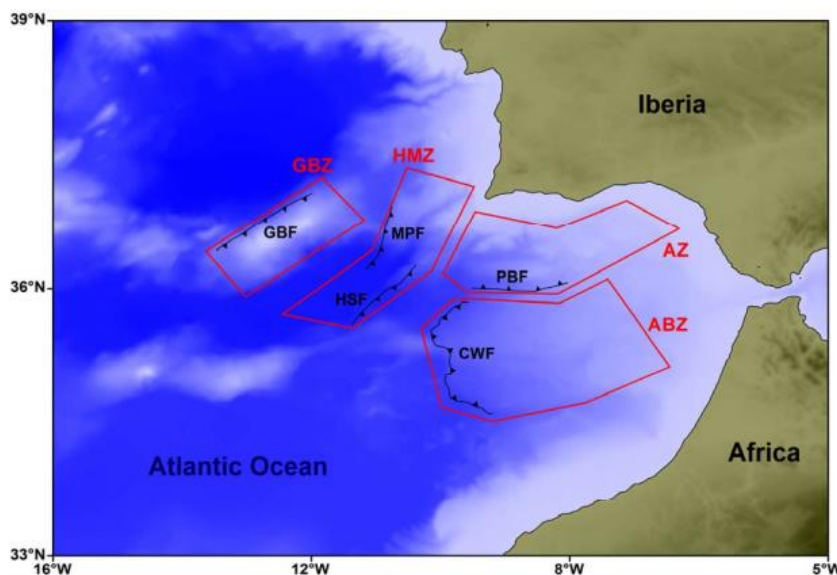 39°N
Iberia
GBZ
HMZ
GBF
MPF
AZ
PBF
36°N
HSF
ABZ
CWF
Atlantic Ocean
Africa
33°N
16°W
12°W
8°W
5°W